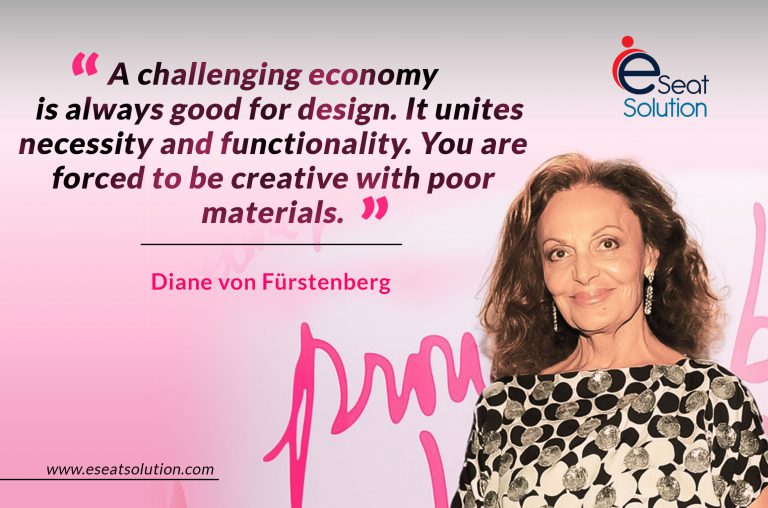 “ A challenging economy
is always good for design. It unites
necessity and functionality. You are
forced to be creative with poor
materials. ”
Diane von Fürstenberg
e Seat
Solution
www.eseatsolution.com